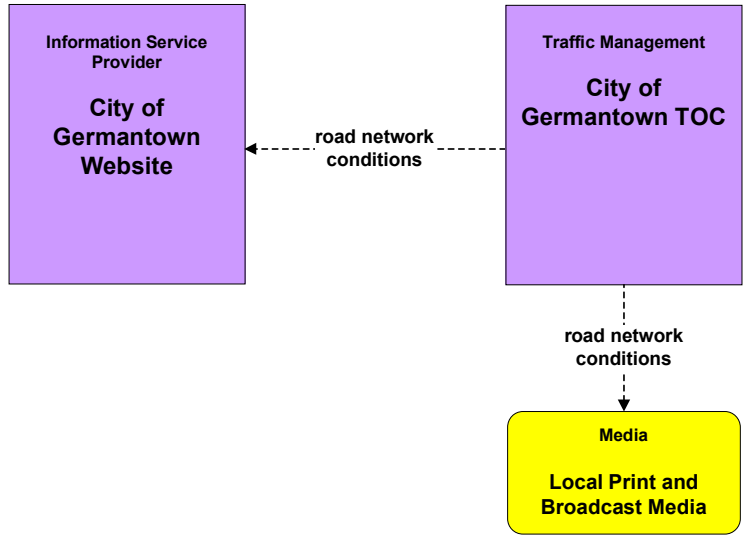 Information Service
Provider
City of
Germantown
Website
road network
conditions
Traffic Management
City of
Germantown TOC
road network
conditions
Media
Local Print and
Broadcast Media